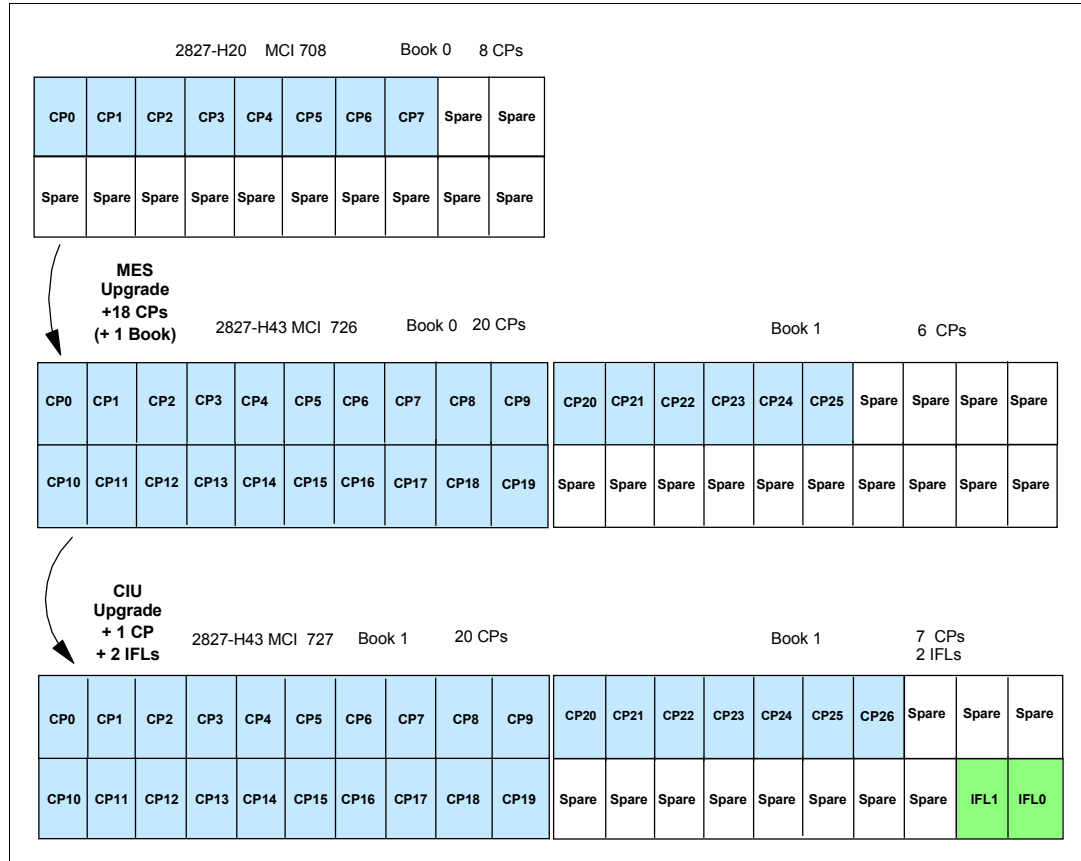 2827-H20 MCI 708 Book 0 8 CPs
CP0 CP1 CP2 CP3 CP4 CP5 CP6 CP7 Spare Spare
Spare Spare Spare Spare Spare Spare Spare Spare Spare Spare
MES
Upgrade
+18 CPs
(+ 1 Book)
2827-H43 MCI 726 Book 0 20 CPs Book 1 6 CPs
CP0 CP1 CP2 CP3 CP4 CP5 CP6 CP7 CP8 CP9 CP20 CP21 CP22 CP23 CP24 CP25 Spare Spare Spare Spare
CP10 CP11 CP12 CP13 CP14 CP15 CP16 CP17 CP18 CP19 Spare Spare Spare Spare Spare Spare Spare Spare Spare Spare
CIU
Upgrade
+ 1 CP
+ 2 IFLs
2827-H43 MCI 727 Book 1 20 CPs Book 1 7 CPs
2 IFLs
CP0 CP1 CP2 CP3 CP4 CP5 CP6 CP7 CP8 CP9 CP20 CP21 CP22 CP23 CP24 CP25 CP26 Spare Spare Spare
CP10 CP11 CP12 CP13 CP14 CP15 CP16 CP17 CP18 CP19 Spare Spare Spare Spare Spare Spare Spare Spare IFL1 IFL0